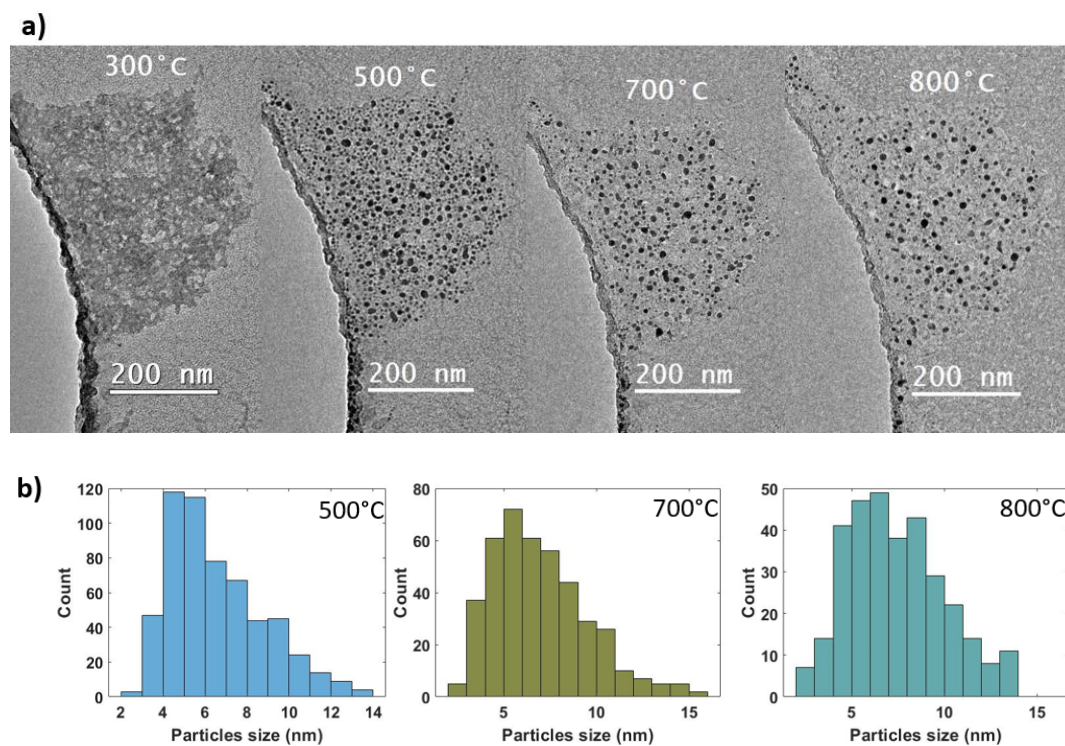 a)
300°C
500°C
700°C
800°C
200 nm
200 nm
200 nm
200 nm
b)
120
100
80
60
40
20
0
Count
2 4 6 8 10 12 14
Particles size (nm)
500°C
80
60
40
20
0
Count
5 10 15
Particles size (nm)
700°C
50
40
30
20
10
0
Count
5 10 15
Particles size (nm)
800°C